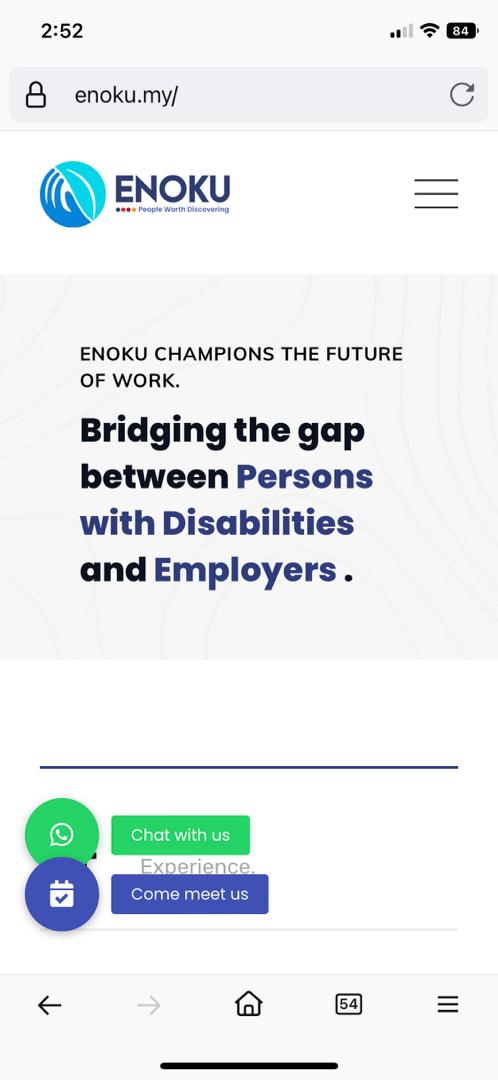 2:52
84
enoku.my/
ENOKU
People Worth Discovering
ENOKU CHAMPIONS THE FUTURE
OF WORK.
Bridging the gap
between Persons
with Disabilities
and Employers .
Chat with us
Experience.
Come meet us
54